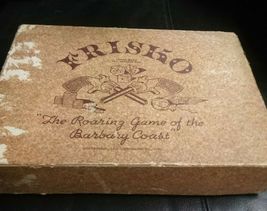 FRISKO
"The Roaring Game of the
Barbary Coast"